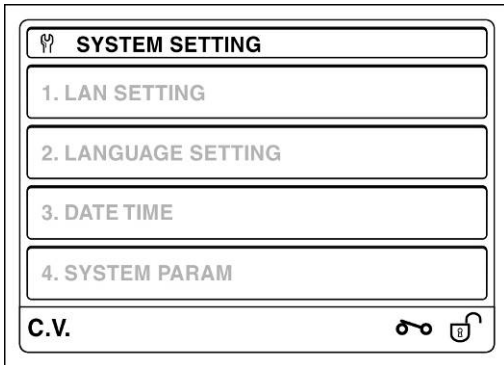 SYSTEM SETTING
1. LAN SETTING
2. LANGUAGE SETTING
3. DATE TIME
4. SYSTEM PARAM
C.V.